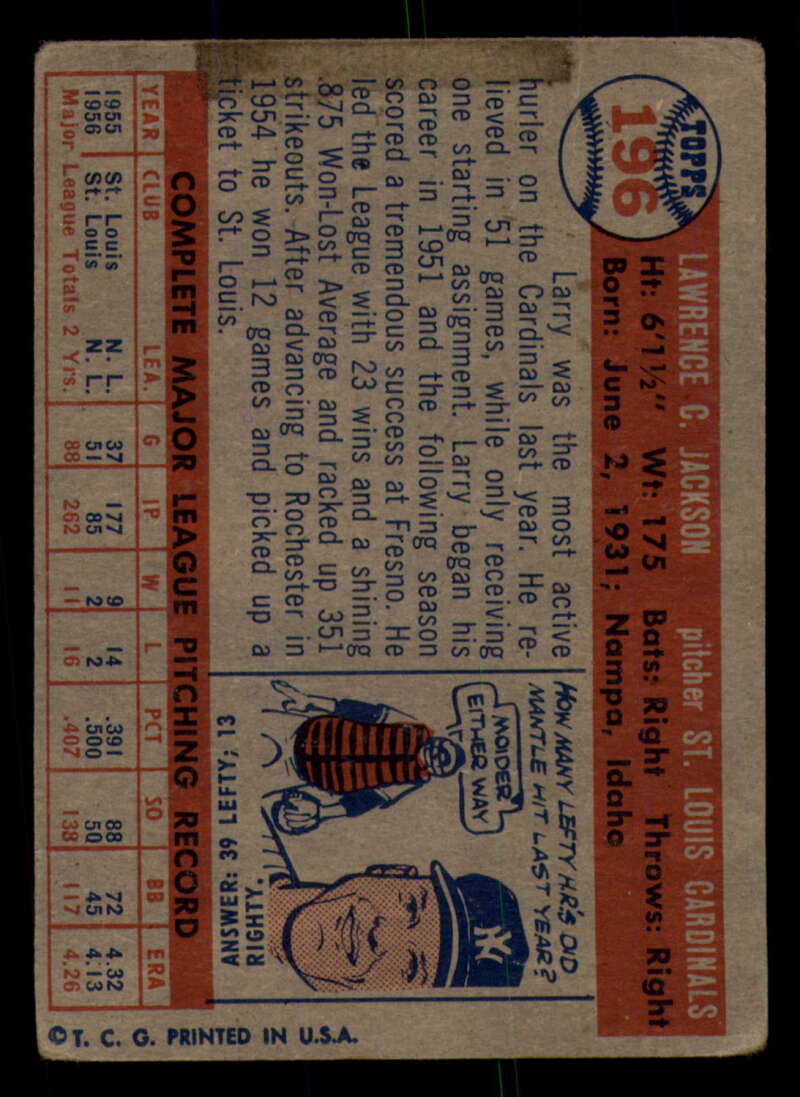 TOPPS
196
LAWRENCE C. JACKSON pitcher ST. LOUIS CARDINALS
Ht: 6'1½" Wt: 175 Bats: Right Throws: Right
Born: June 2, 1931; Nampa, Idaho
Larry was the most active
hurler on the Cardinals last year. He re-
lieved in 51 games, while only receiving
one starting assignment. Larry began his
career in 1951 and the following season
scored a tremendous success at Fresno. He
led the League with 23 wins and a shining
.875 Won-Lost Average and racked up 351
strikeouts. After advancing to Rochester in
1954 he won 12 games and picked up a
ticket to St. Louis.
HOW MANY LEFTY HR'S DID
MANTLE HIT LAST YEAR?
MOIDER
EITHER WAY
NY
ANSWER: 39 LEFTY; 13
RIGHTY.
COMPLETE MAJOR LEAGUE PITCHING RECORD
YEAR CLUB LEA. G IP W L PCT SO BB ERA
1955 St. Louis N. L. 37 177 9 14 .391 88 72 4.32
1956 St. Louis N. L. 51 85 2 2 .500 50 45 4.13
Major League Totals 2 Yrs. 88 262 11 16 .407 138 117 4.26
© T. C. G. PRINTED IN U.S.A.